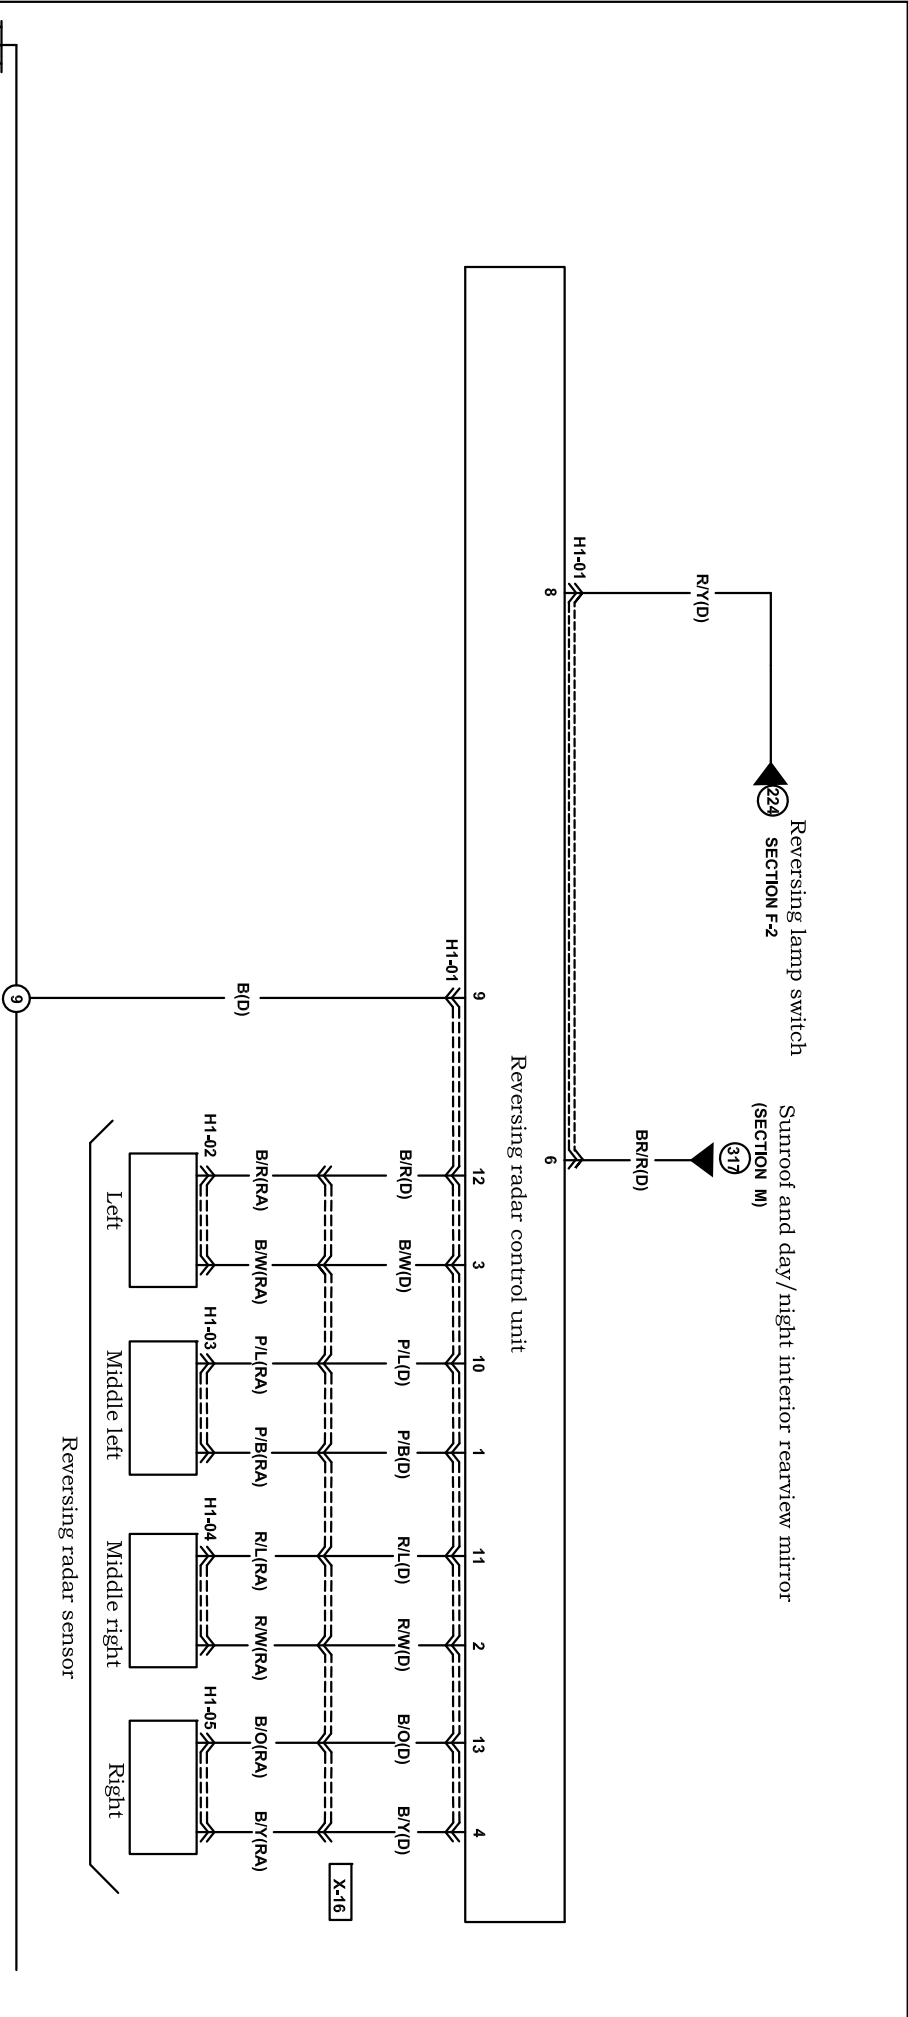 Reversing lamp switch
224
SECTION F-2
Sunroof and day/night interior rearview mirror
317
(SECTION M)
R/Y(D)
BR/R(D)
H1-01
8
6
Reversing radar control unit
9
12
3
10
1
11
2
13
4
H1-01
B/R(D)
B/W(D)
P/L(D)
P/B(D)
R/L(D)
R/W(D)
B/O(D)
B/Y(D)
X-16
B(D)
B/R(RA)
B/W(RA)
P/L(RA)
P/B(RA)
R/L(RA)
R/W(RA)
B/O(RA)
B/Y(RA)
H1-02
H1-03
H1-04
H1-05
Left
Middle left
Middle right
Right
Reversing radar sensor
9